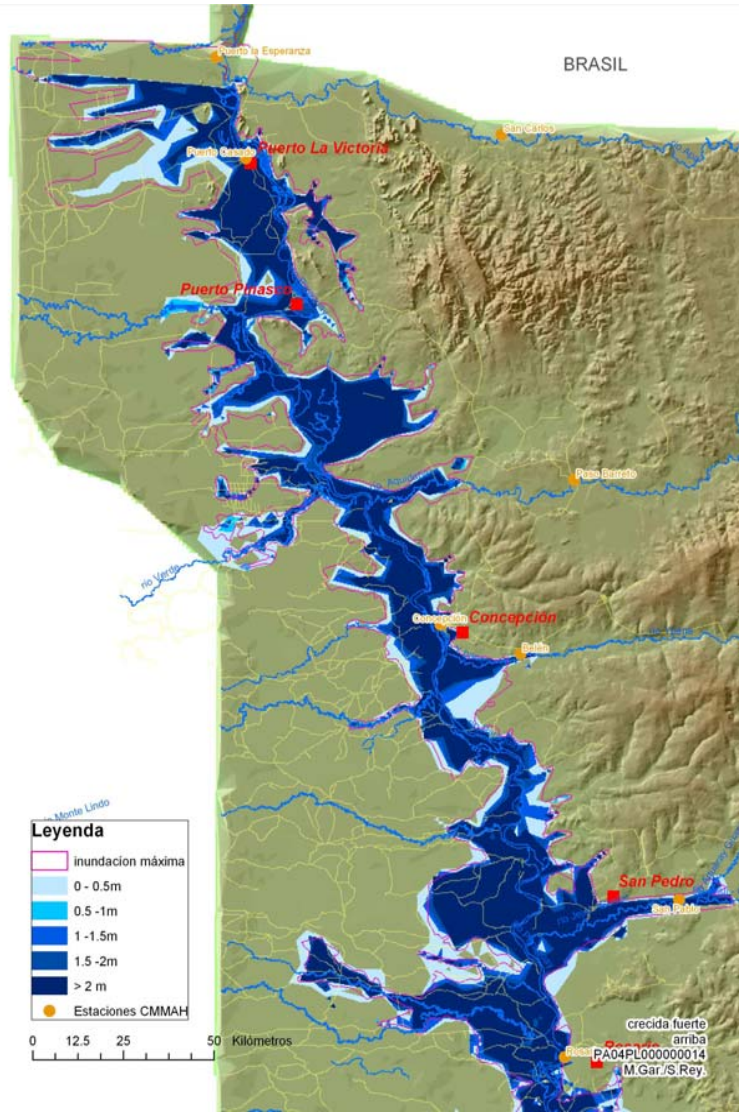 Puerto la Esperanza
BRASIL
San Carlos
Puerto La Victoria
Puerto Casado
Puerto Pinasco
Paso Barreto
rio Verde
Concepción
Concepción
Belén
Monte Lindo
San Pedro
San Pablo
Leyenda
inundacion máxima
0 - 0.5m
0.5 -1m
1 -1.5m
1.5 -2m
> 2 m
Estaciones CMMAH
0 12.5 25 50 Kilómetros
crecida fuerte
arriba
PA04PL000000014
M.Gar./S.Rey.